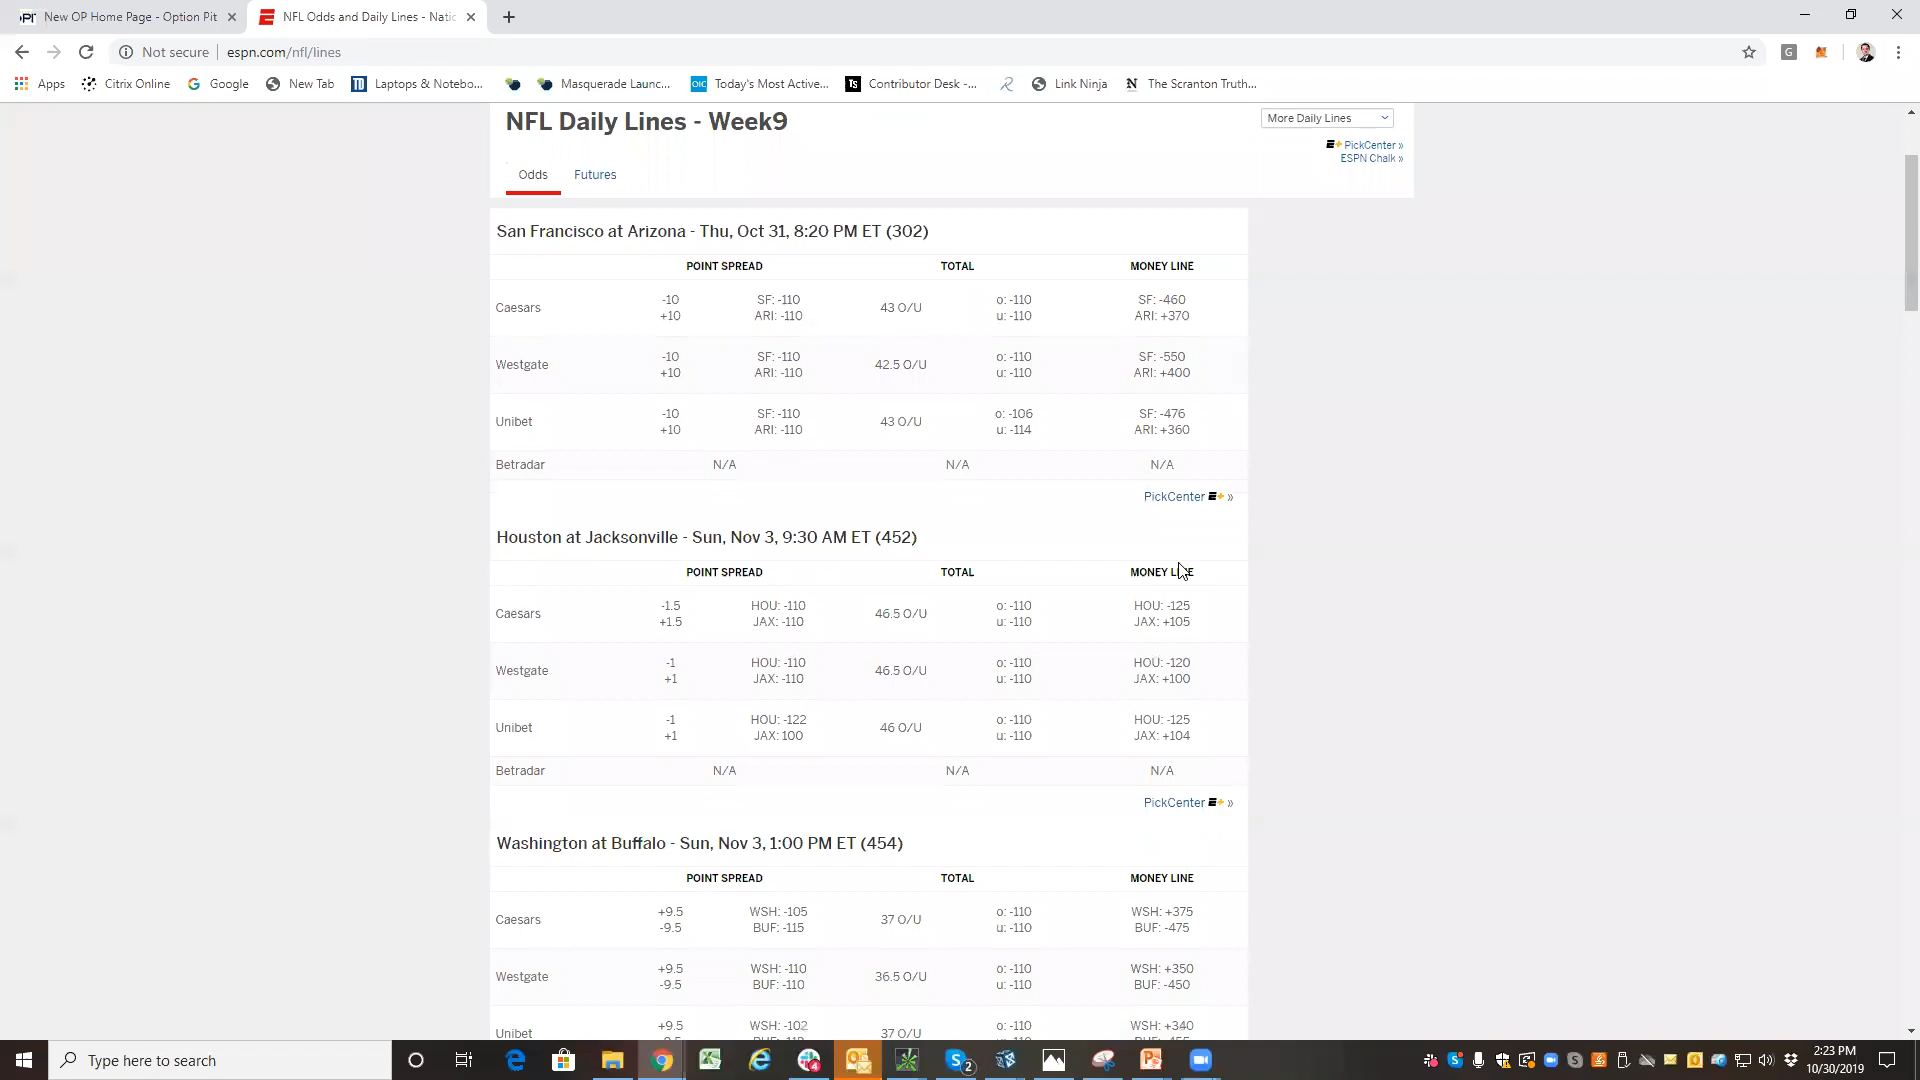 New OP Home Page - Option Pit
NFL Odds and Daily Lines - Natio
Not secure | espn.com/nfl/lines
Apps Citrix Online Google New Tab Laptops & Notebo... Masquerade Launc... OIC Today's Most Active... TS Contributor Desk -... Link Ninja N The Scranton Truth...
NFL Daily Lines - Week9
More Daily Lines
PickCenter »
ESPN Chalk »
Odds Futures
San Francisco at Arizona - Thu, Oct 31, 8:20 PM ET (302)
POINT SPREAD TOTAL MONEY LINE
-10 SF: -110 o: -110 SF: -460
Caesars 43 O/U
+10 ARI: -110 u: -110 ARI: +370
-10 SF: -110 o: -110 SF: -550
Westgate 42.5 O/U
+10 ARI: -110 u: -110 ARI: +400
-10 SF: -110 o: -106 SF: -476
Unibet 43 O/U
+10 ARI: -110 u: -114 ARI: +360
Betradar N/A N/A N/A
PickCenter E+ »
Houston at Jacksonville - Sun, Nov 3, 9:30 AM ET (452)
POINT SPREAD TOTAL MONEY LINE
-1.5 HOU: -110 o: -110 HOU: -125
Caesars 46.5 O/U
+1.5 JAX: -110 u: -110 JAX: +105
-1 HOU: -110 o: -110 HOU: -120
Westgate 46.5 O/U
+1 JAX: -110 u: -110 JAX: +100
-1 HOU: -122 o: -110 HOU: -125
Unibet 46 O/U
+1 JAX: 100 u: -110 JAX: +104
Betradar N/A N/A N/A
PickCenter E+ »
Washington at Buffalo - Sun, Nov 3, 1:00 PM ET (454)
POINT SPREAD TOTAL MONEY LINE
+9.5 WSH: -105 o: -110 WSH: +375
Caesars 37 O/U
-9.5 BUF: -115 u: -110 BUF: -475
+9.5 WSH: -110 o: -110 WSH: +350
Westgate 36.5 O/U
-9.5 BUF: -110 u: -110 BUF: -450
+9.5 WSH: -102 o: -110 WSH: +340
Unibet 37 O/U
Type here to search
2:23 PM
10/30/2019